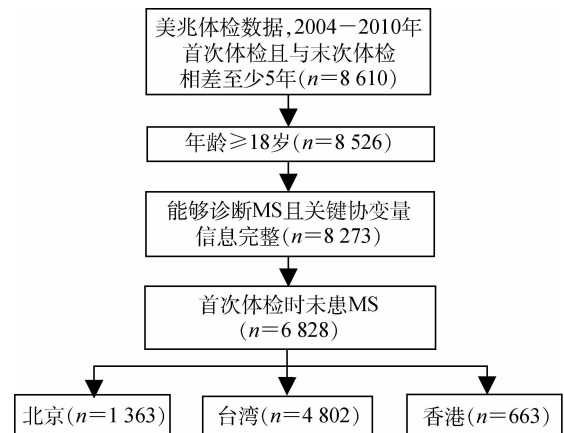 美兆体检数据,2004－2010年
首次体检且与末次体检
相差至少5年(n＝8 610)
年龄≥18岁(n＝8 526)
能够诊断MS且关键协变量
信息完整(n＝8 273)
首次体检时未患MS
(n＝6 828)
北京(n＝1 363)
台湾(n＝4 802)
香港(n＝663)